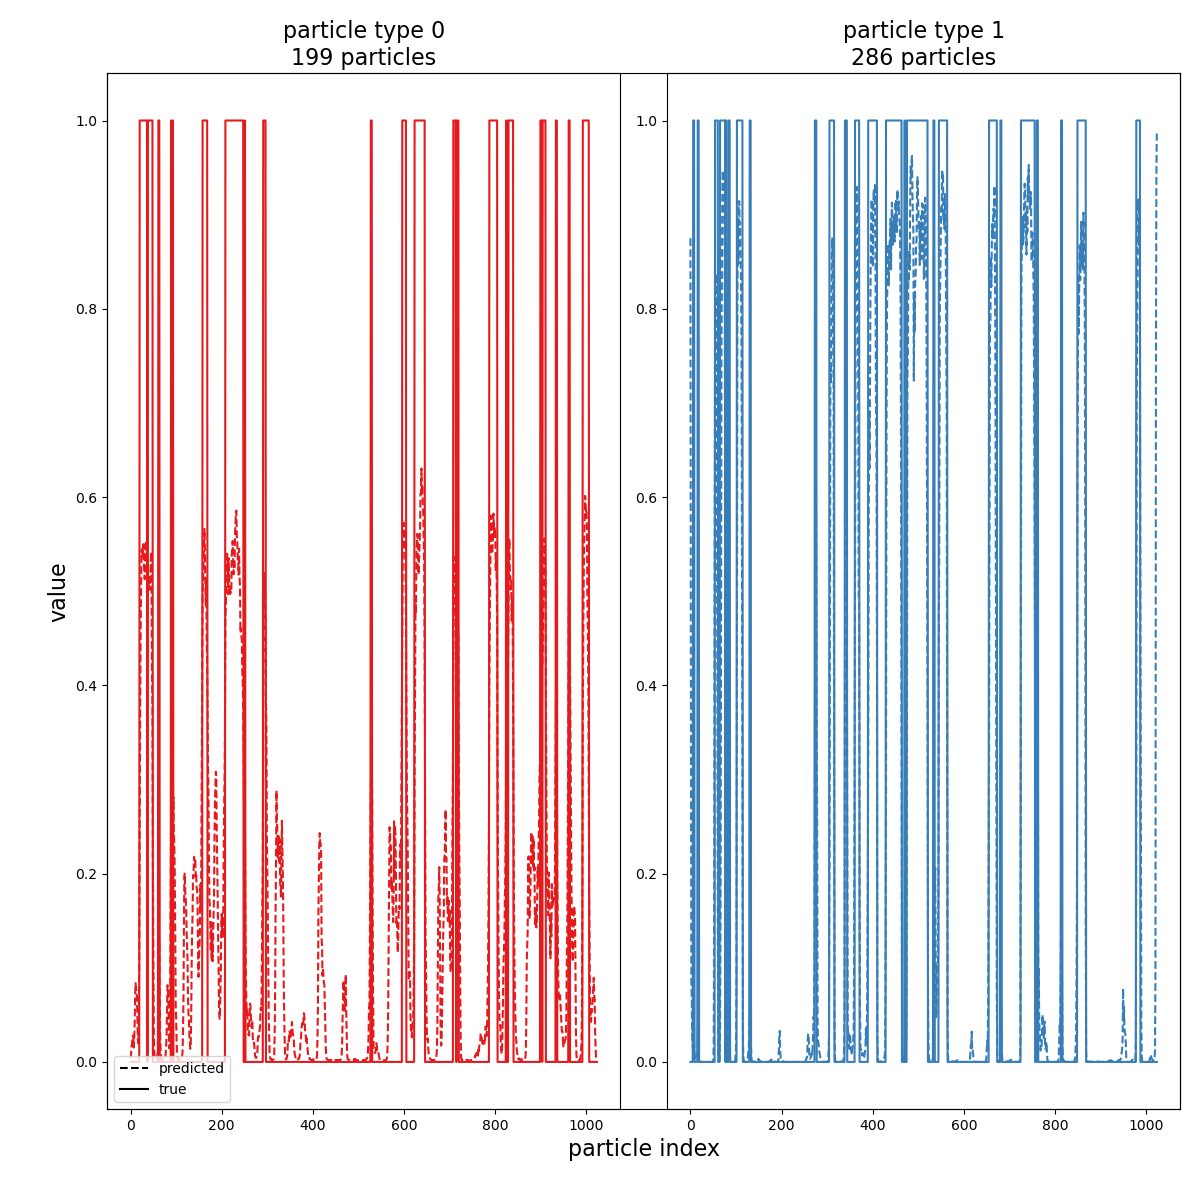 particle type 0
199 particles
particle type 1
286 particles
1.0
0.8
0.6
0.4
0.2
0.0
value
predicted
true
0 200 400 600 800 1000
1.0
0.8
0.6
0.4
0.2
0.0
0 200 400 600 800 1000
particle index